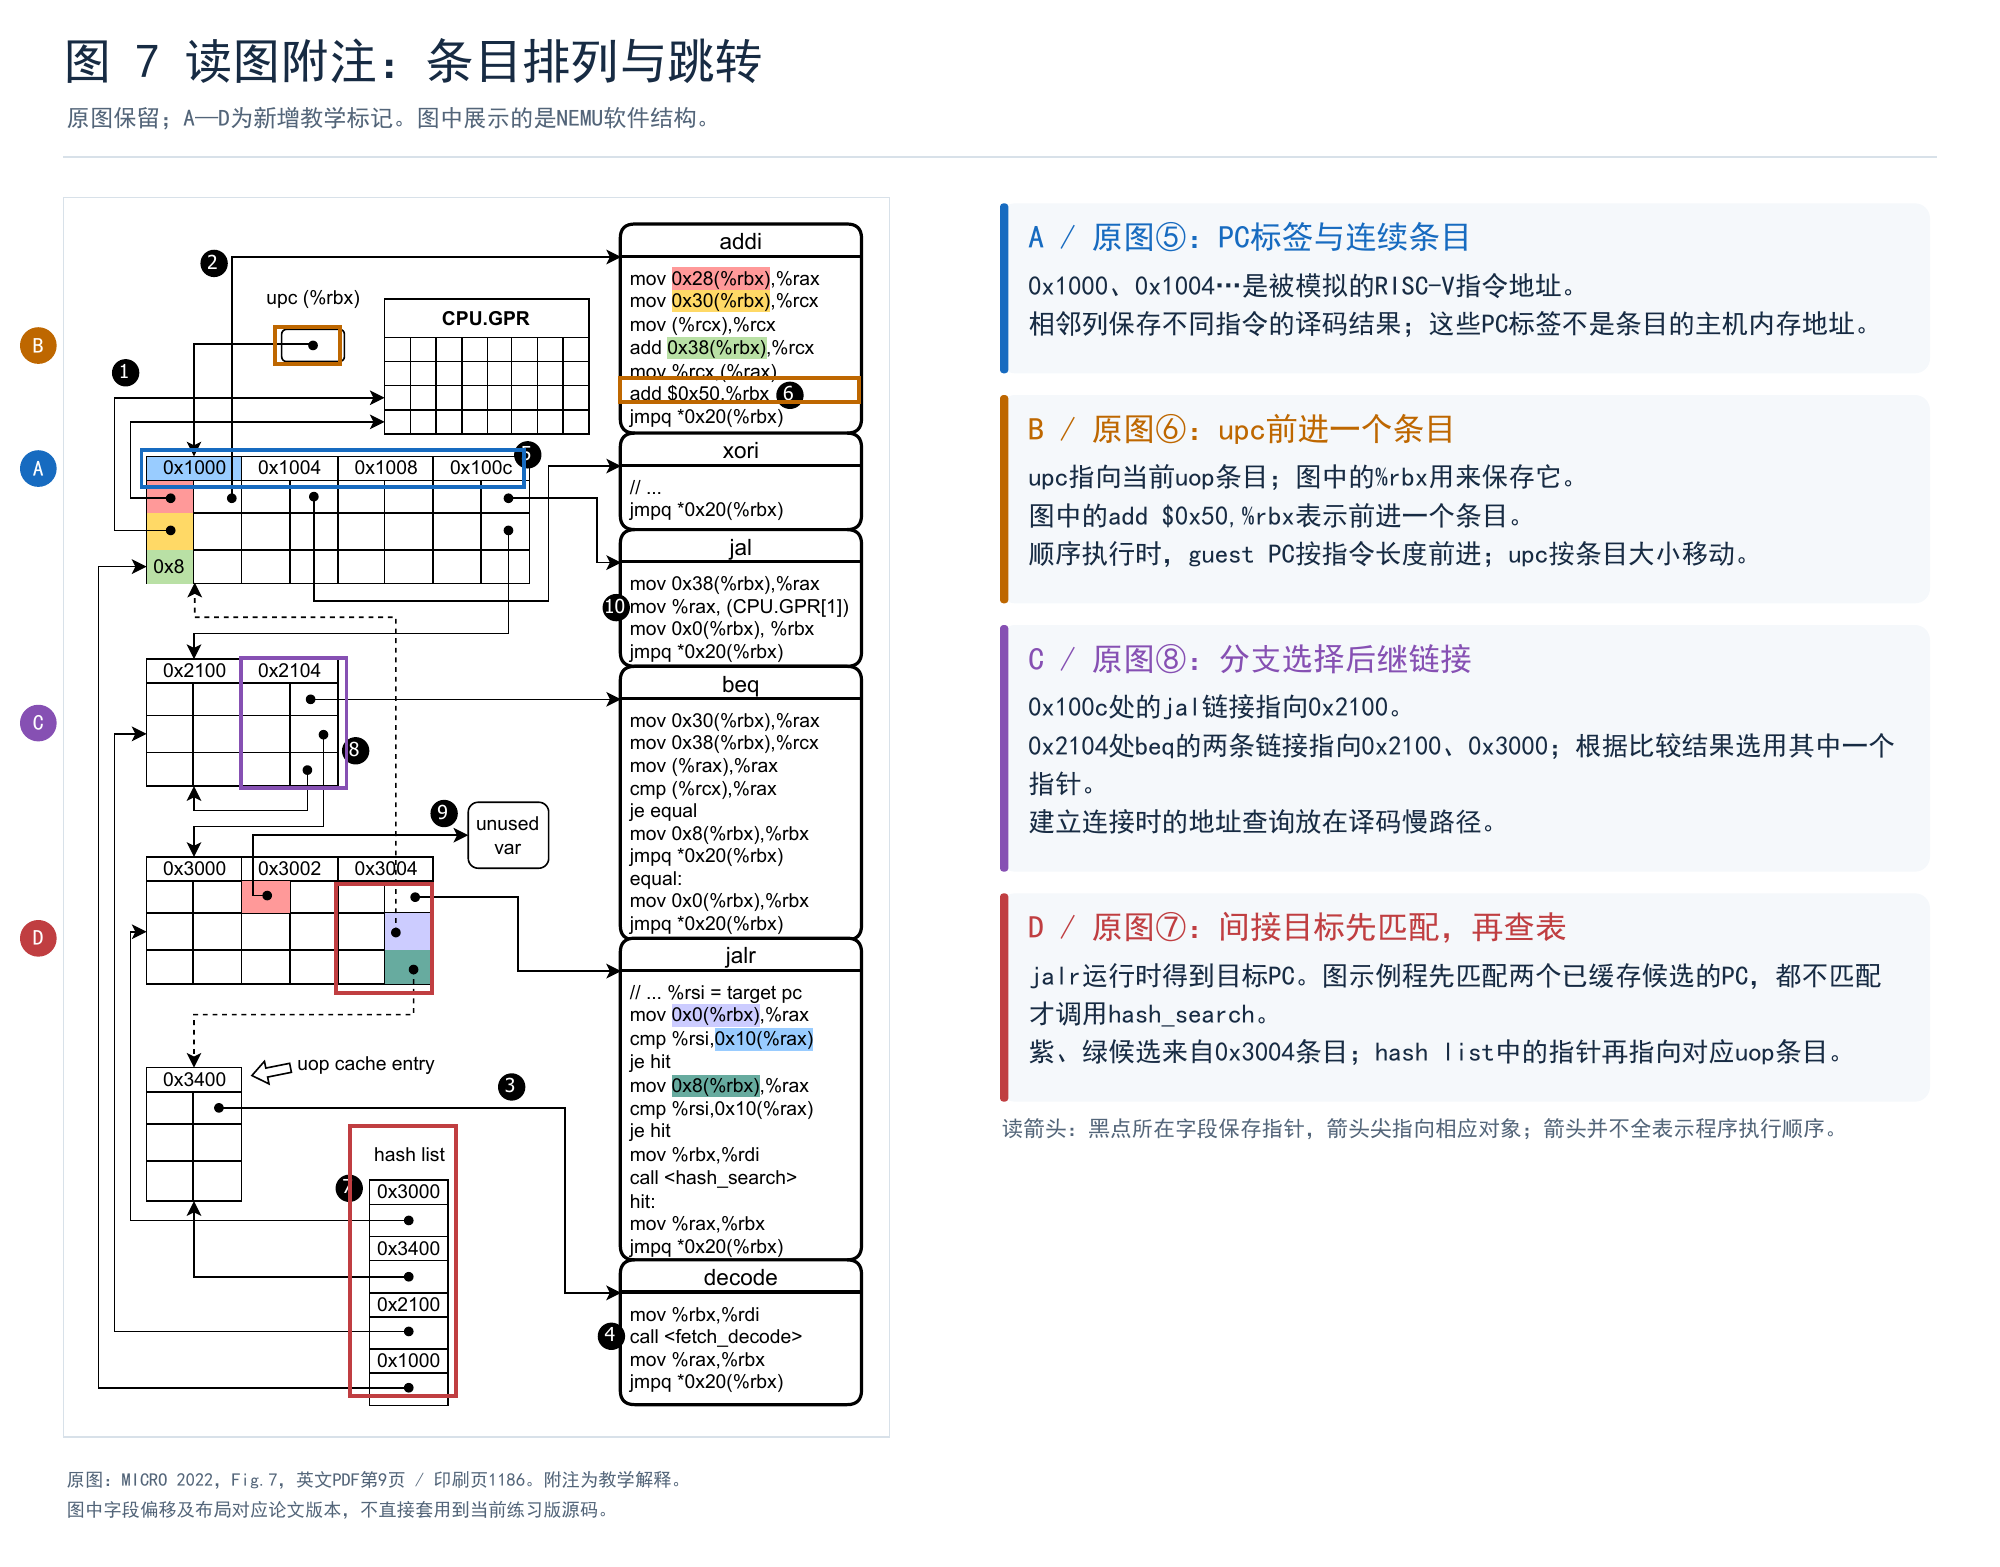 图 7 读图附注：条目排列与跳转
原图保留；A—D为新增教学标记。图中展示的是NEMU软件结构。
2
upc (%rbx)
CPU.GPR
B
1
A
5
0x1000 0x1004 0x1008 0x100c
0x8
0x2100 0x2104
C
8
9
unused
var
0x3000 0x3002 0x3004
D
0x3400
uop cache entry
3
hash list
7
0x3000
0x3400
0x2100
0x1000
addi
mov 0x28(%rbx),%rax
mov 0x30(%rbx),%rcx
mov (%rcx),%rcx
add 0x38(%rbx),%rcx
mov %rcx,(%rax)
add $0x50,%rbx 6
jmpq *0x20(%rbx)
xori
// ...
jmpq *0x20(%rbx)
jal
mov 0x38(%rbx),%rax
10 mov %rax, (CPU.GPR[1])
mov 0x0(%rbx), %rbx
jmpq *0x20(%rbx)
beq
mov 0x30(%rbx),%rax
mov 0x38(%rbx),%rcx
mov (%rax),%rax
cmp (%rcx),%rax
je equal
mov 0x8(%rbx),%rbx
jmpq *0x20(%rbx)
equal:
mov 0x0(%rbx),%rbx
jmpq *0x20(%rbx)
jalr
// ... %rsi = target pc
mov 0x0(%rbx),%rax
cmp %rsi,0x10(%rax)
je hit
mov 0x8(%rbx),%rax
cmp %rsi,0x10(%rax)
je hit
mov %rbx,%rdi
call <hash_search>
hit:
mov %rax,%rbx
jmpq *0x20(%rbx)
decode
mov %rbx,%rdi
4 call <fetch_decode>
mov %rax,%rbx
jmpq *0x20(%rbx)
A / 原图⑤：PC标签与连续条目
0x1000、0x1004…是被模拟的RISC-V指令地址。
相邻列保存不同指令的译码结果；这些PC标签不是条目的主机内存地址。
B / 原图⑥：upc前进一个条目
upc指向当前uop条目；图中的%rbx用来保存它。
图中的add $0x50,%rbx表示前进一个条目。
顺序执行时，guest PC按指令长度前进；upc按条目大小移动。
C / 原图⑧：分支选择后继链接
0x100c处的jal链接指向0x2100。
0x2104处beq的两条链接指向0x2100、0x3000；根据比较结果选用其中一个
指针。
建立连接时的地址查询放在译码慢路径。
D / 原图⑦：间接目标先匹配，再查表
jalr运行时得到目标PC。图示例程先匹配两个已缓存候选的PC，都不匹配
才调用hash_search。
紫、绿候选来自0x3004条目；hash list中的指针再指向对应uop条目。
读箭头：黑点所在字段保存指针，箭头尖指向相应对象；箭头并不全表示程序执行顺序。
原图：MICRO 2022，Fig.7，英文PDF第9页 / 印刷页1186。附注为教学解释。
图中字段偏移及布局对应论文版本，不直接套用到当前练习版源码。